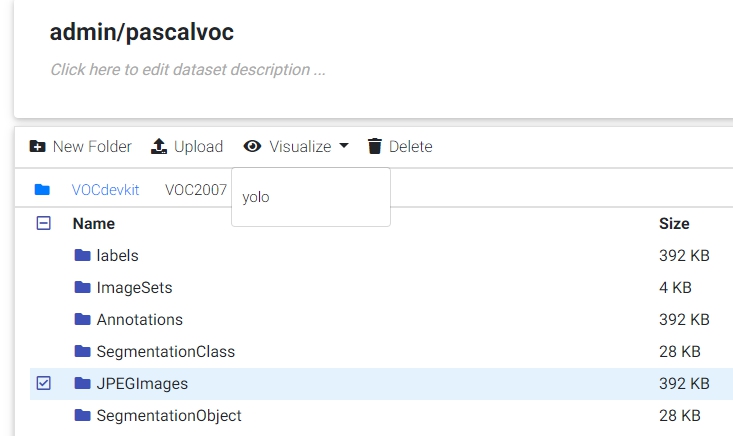 admin/pascalvoc
Click here to edit dataset description ...
New Folder Upload Visualize Delete
VOCdevkit VOC2007
yolo
Name Size
labels 392 KB
ImageSets 4 KB
Annotations 392 KB
SegmentationClass 28 KB
JPEGImages 392 KB
SegmentationObject 28 KB